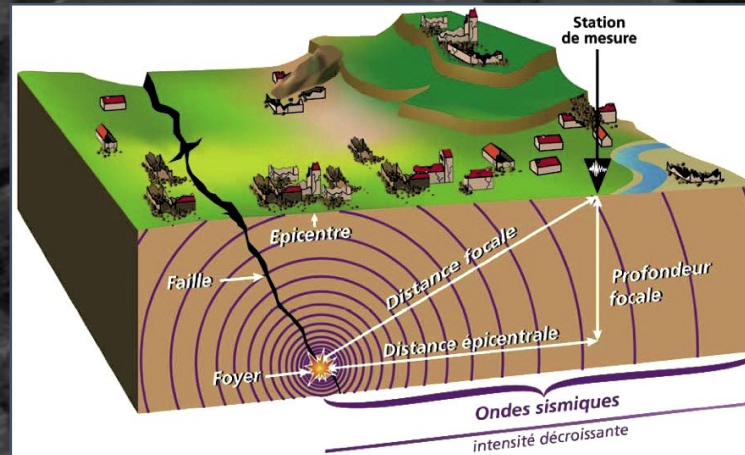 Station
de mesure
Epicentre
Faille
Distance focale
Profondeur
focale
Distance épicentrale
Foyer
Ondes sismiques
intensité décroissante